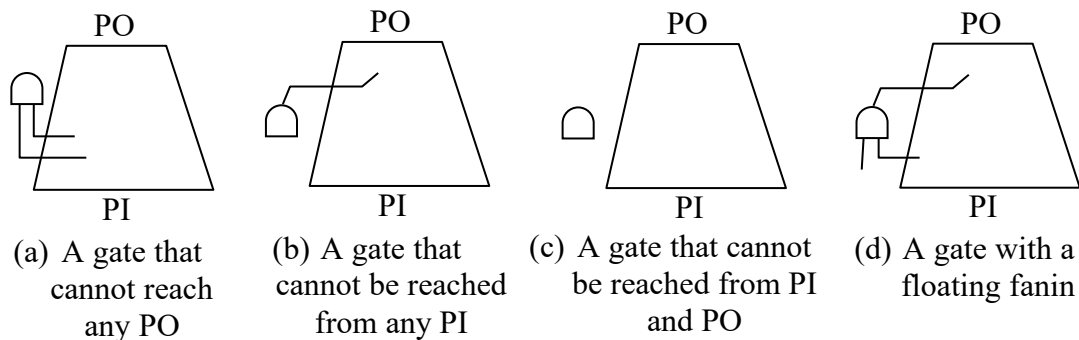 PO
PI
(a) A gate that
cannot reach
any PO
PO
PI
(b) A gate that
cannot be reached
from any PI
PO
PI
(c) A gate that cannot
be reached from PI
and PO
PO
PI
(d) A gate with a
floating fanin